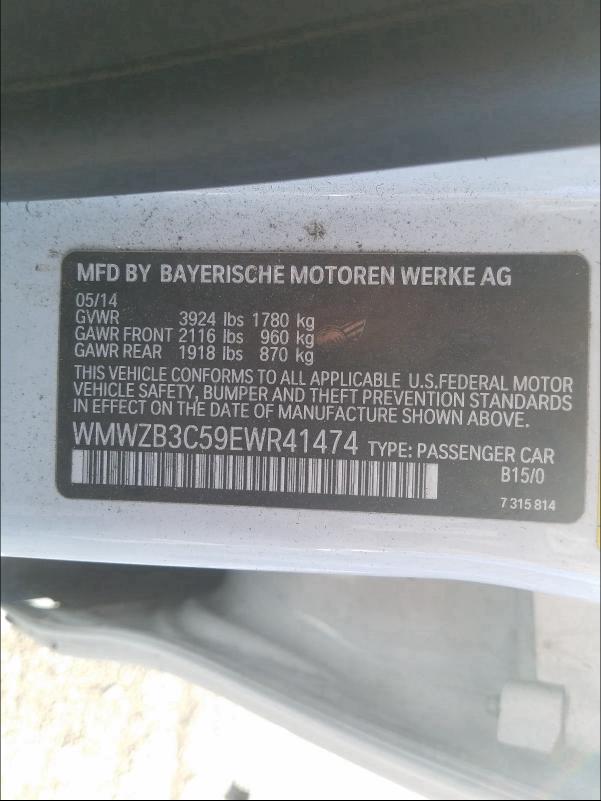 MFD BY BAYERISCHE MOTOREN WERKE AG
05/14
GVWR 3924 lbs 1780 kg
GAWR FRONT 2116 lbs 960 kg
GAWR REAR 1918 lbs 870 kg
THIS VEHICLE CONFORMS TO ALL APPLICABLE U.S.FEDERAL MOTOR
VEHICLE SAFETY, BUMPER AND THEFT PREVENTION STANDARDS
IN EFFECT ON THE DATE OF MANUFACTURE SHOWN ABOVE.
WMWZB3C59EWR41474 TYPE: PASSENGER CAR
B15/0
7 315 814